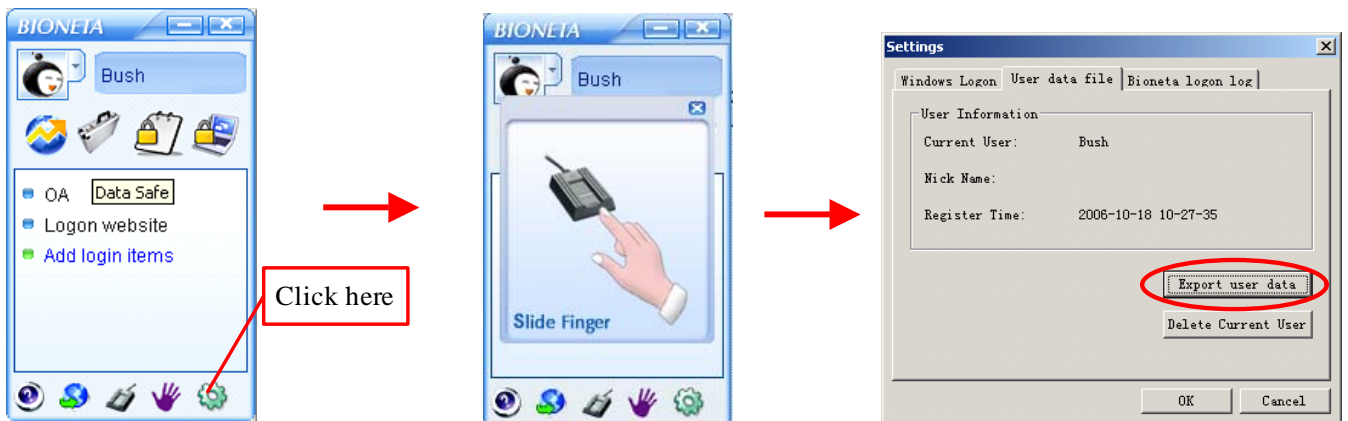 BIONETA
Bush
OA
Data Safe
Logon website
Add login items
Click here
BIONETA
Bush
Slide Finger
Settings
Windows Logon
User data file
Bioneta logon log
User Information
Current User: Bush
Nick Name:
Register Time: 2006-10-18 10-27-35
Export user data
Delete Current User
OK Cancel